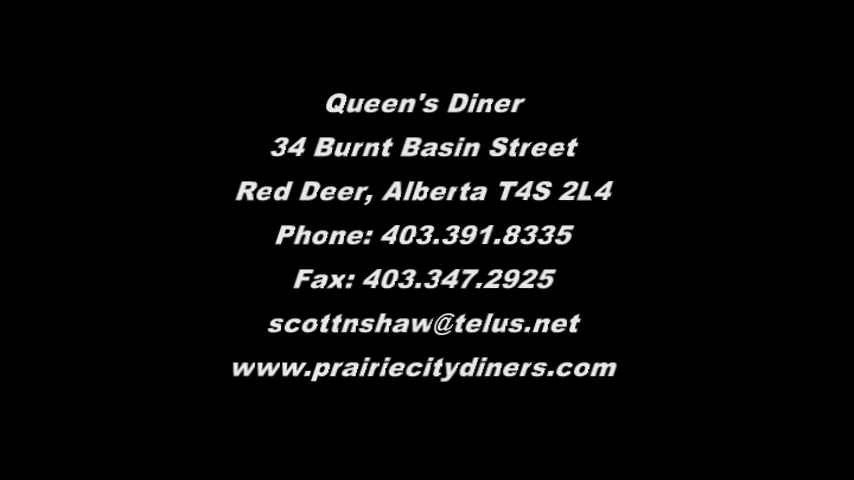 Queen's Diner
34 Burnt Basin Street
Red Deer, Alberta T4S 2L4
Phone: 403.391.8335
Fax: 403.347.2925
scottnshaw@telus.net
www.prairiecitydiners.com